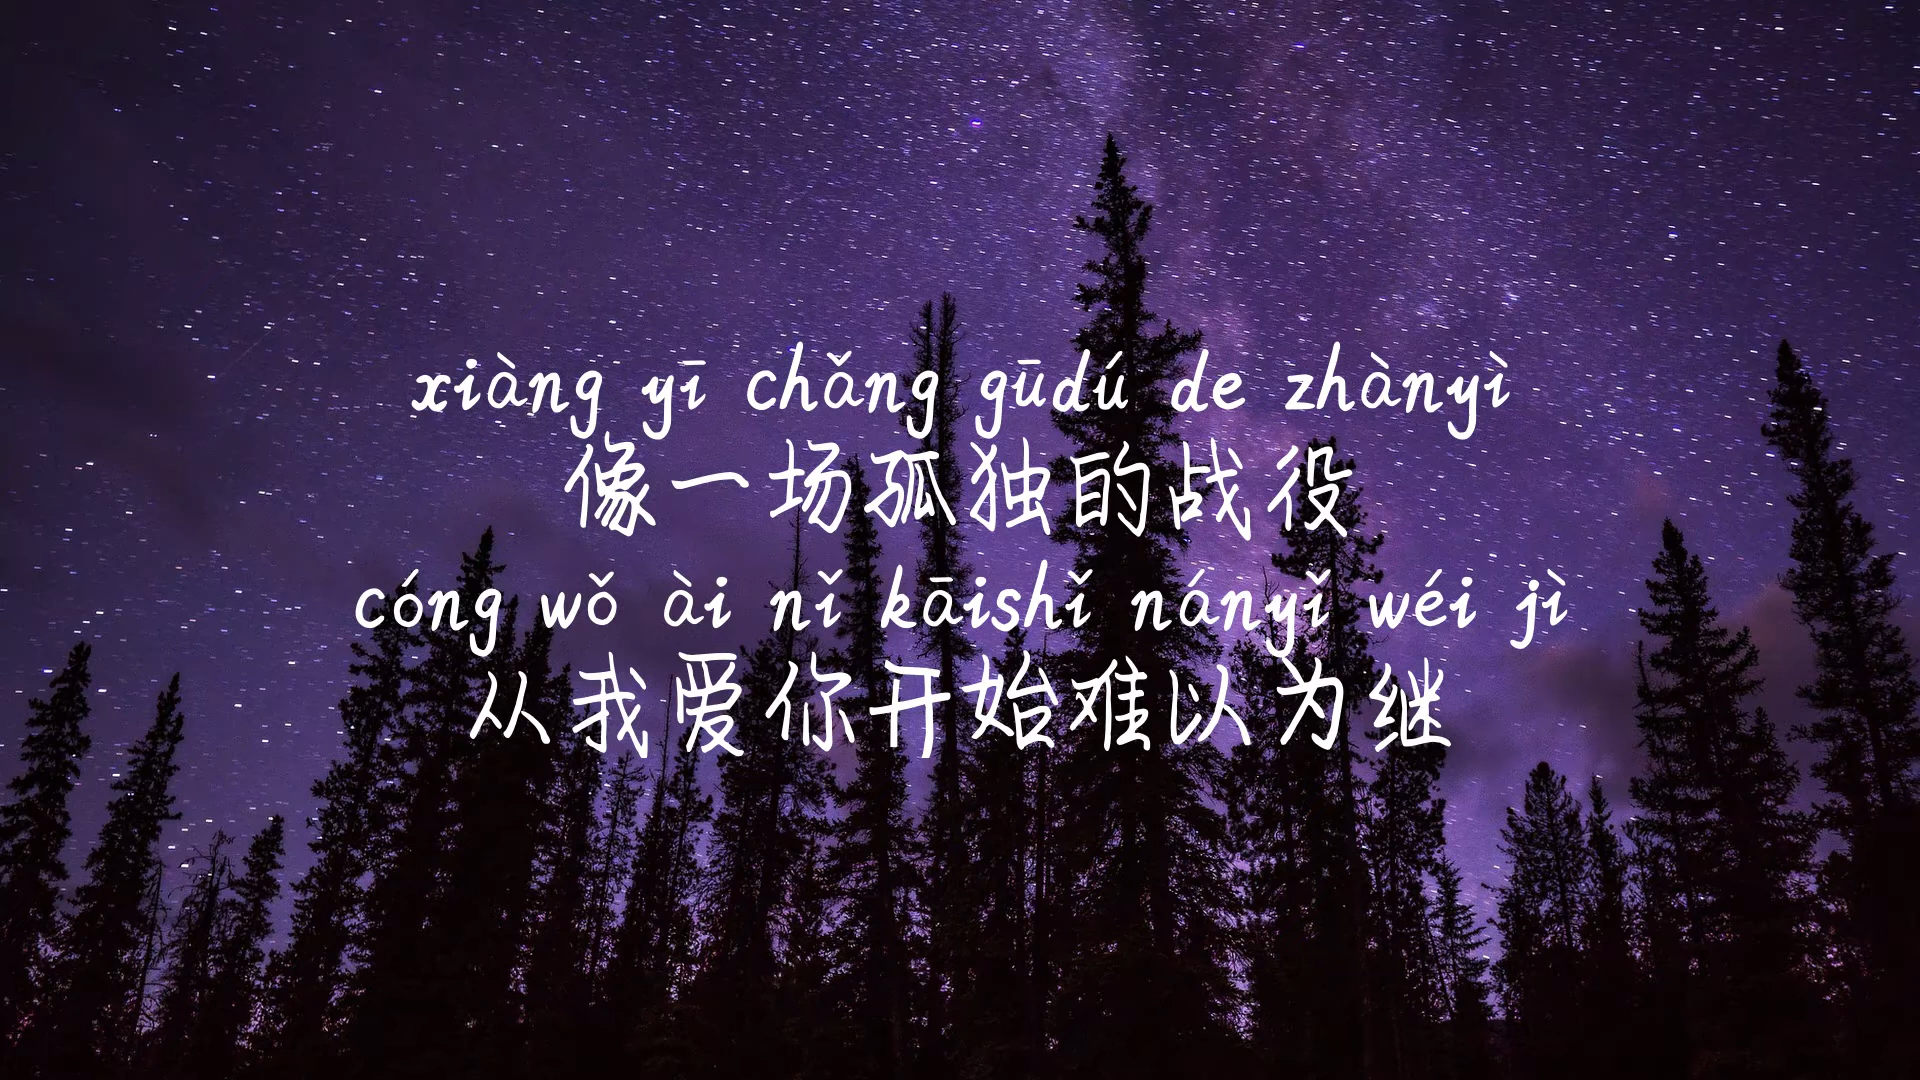 xiàng yī chǎng gūdú de zhànyì
像一场孤独的战役
cóng wǒ ài nǐ kāishǐ nányǐ wéi jì
从我爱你开始难以为继